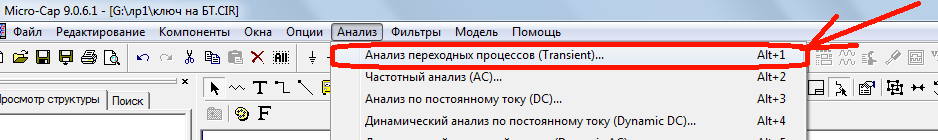 Micro-Cap 9.0.6.1 - [G:\лр1\ключ на БТ.CIR]
Файл Редактирование Компоненты Окна Опции Анализ Фильтры Модель Помощь
Анализ переходных процессов (Transient)... Alt+1
Частотный анализ (AC)... Alt+2
Просмотр структуры Поиск
Анализ по постоянному току (DC)... Alt+3
Динамический анализ по постоянному току (Dynamic DC)... Alt+4